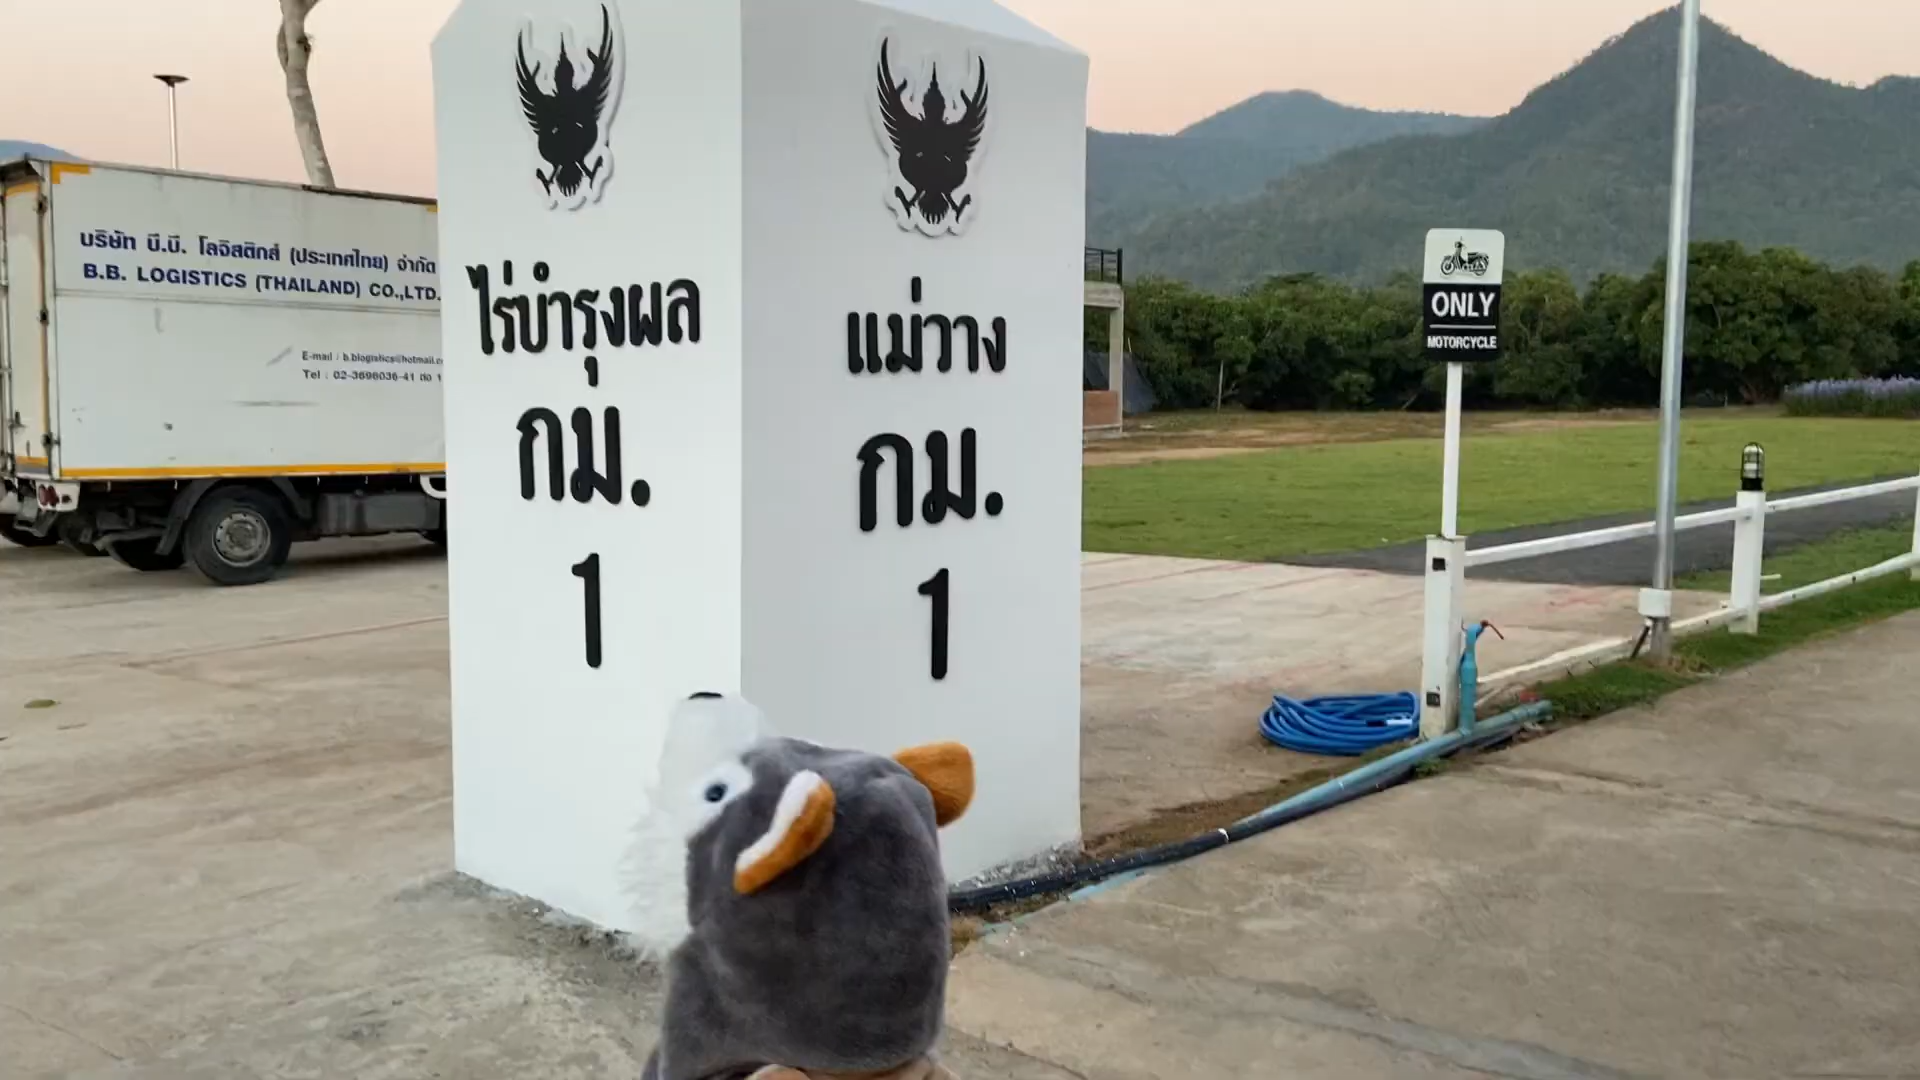 บริษัท บี.บี. โลจิสติกส์ (ประเทศไทย) จำกัด
B.B. LOGISTICS (THAILAND) CO.,LTD.
E-mail : b.blogistics@hotmail.c
Tel : 02-3698036-41 ต่อ 1
ไร่บำรุงผล
กม.
1
แม่วาง
กม.
1
ONLY
MOTORCYCLE